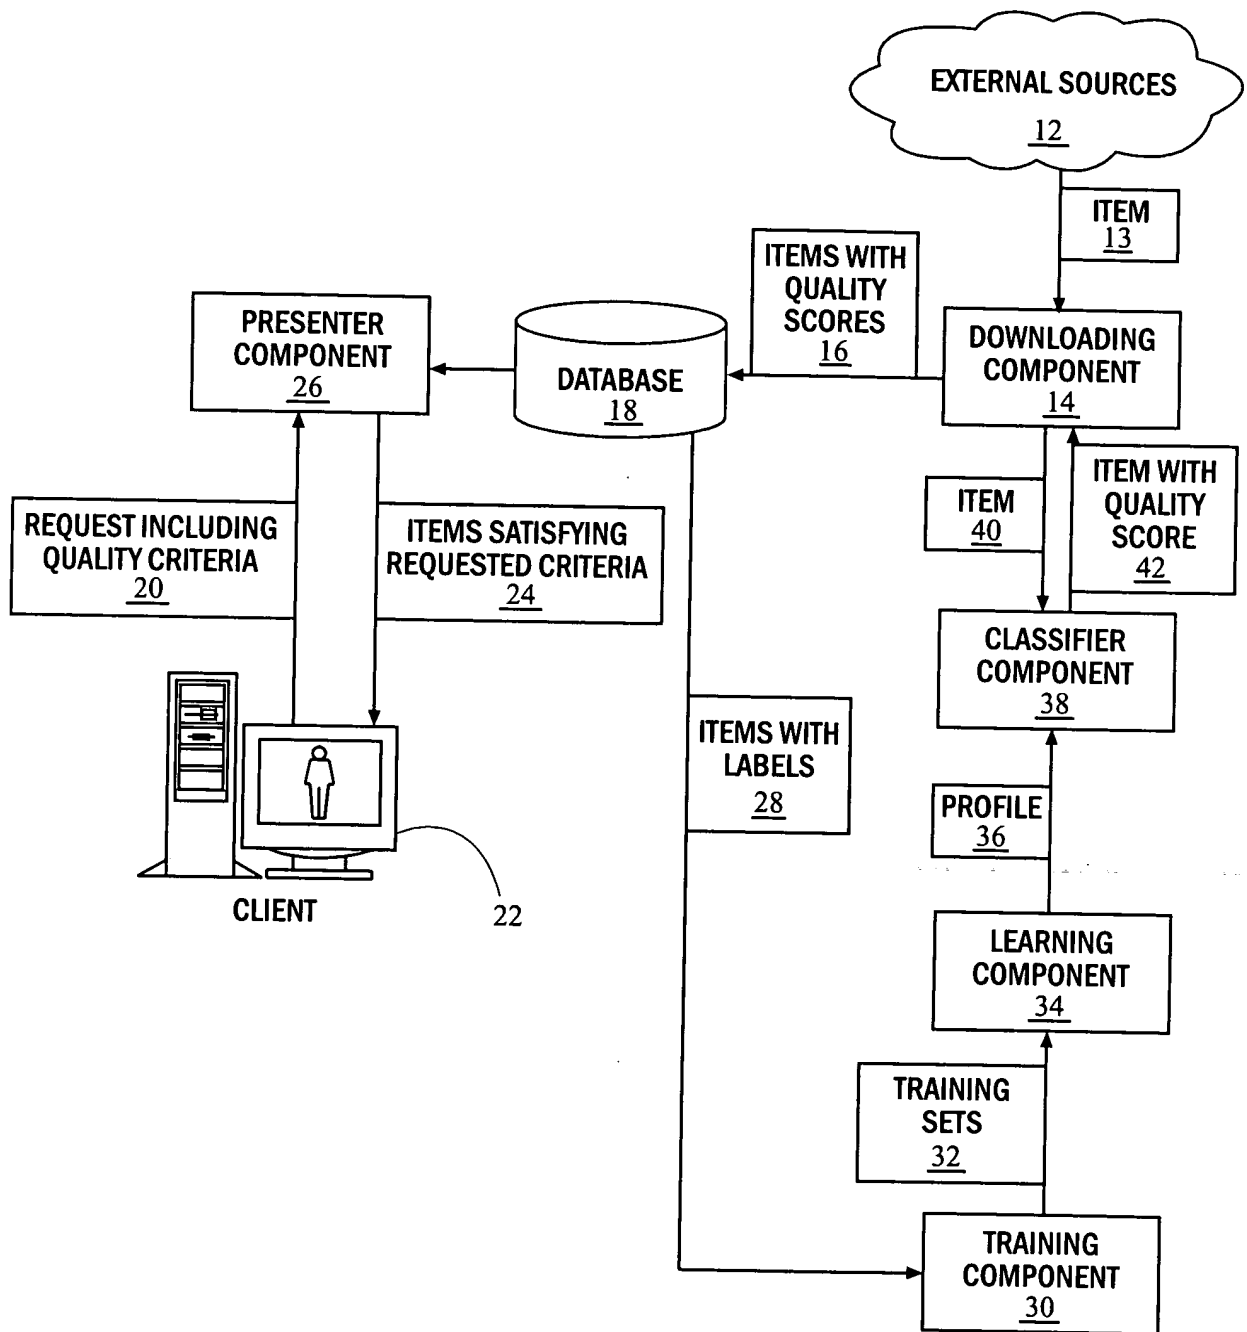 EXTERNAL SOURCES
12
ITEM
13
ITEMS WITH
QUALITY
SCORES
16
PRESENTER
COMPONENT
26
DATABASE
18
DOWNLOADING
COMPONENT
14
REQUEST INCLUDING
QUALITY CRITERIA
20
ITEMS SATISFYING
REQUESTED CRITERIA
24
ITEM
40
ITEM WITH
QUALITY
SCORE
42
CLASSIFIER
COMPONENT
38
ITEMS WITH
LABELS
28
PROFILE
36
CLIENT
22
LEARNING
COMPONENT
34
TRAINING
SETS
32
TRAINING
COMPONENT
30